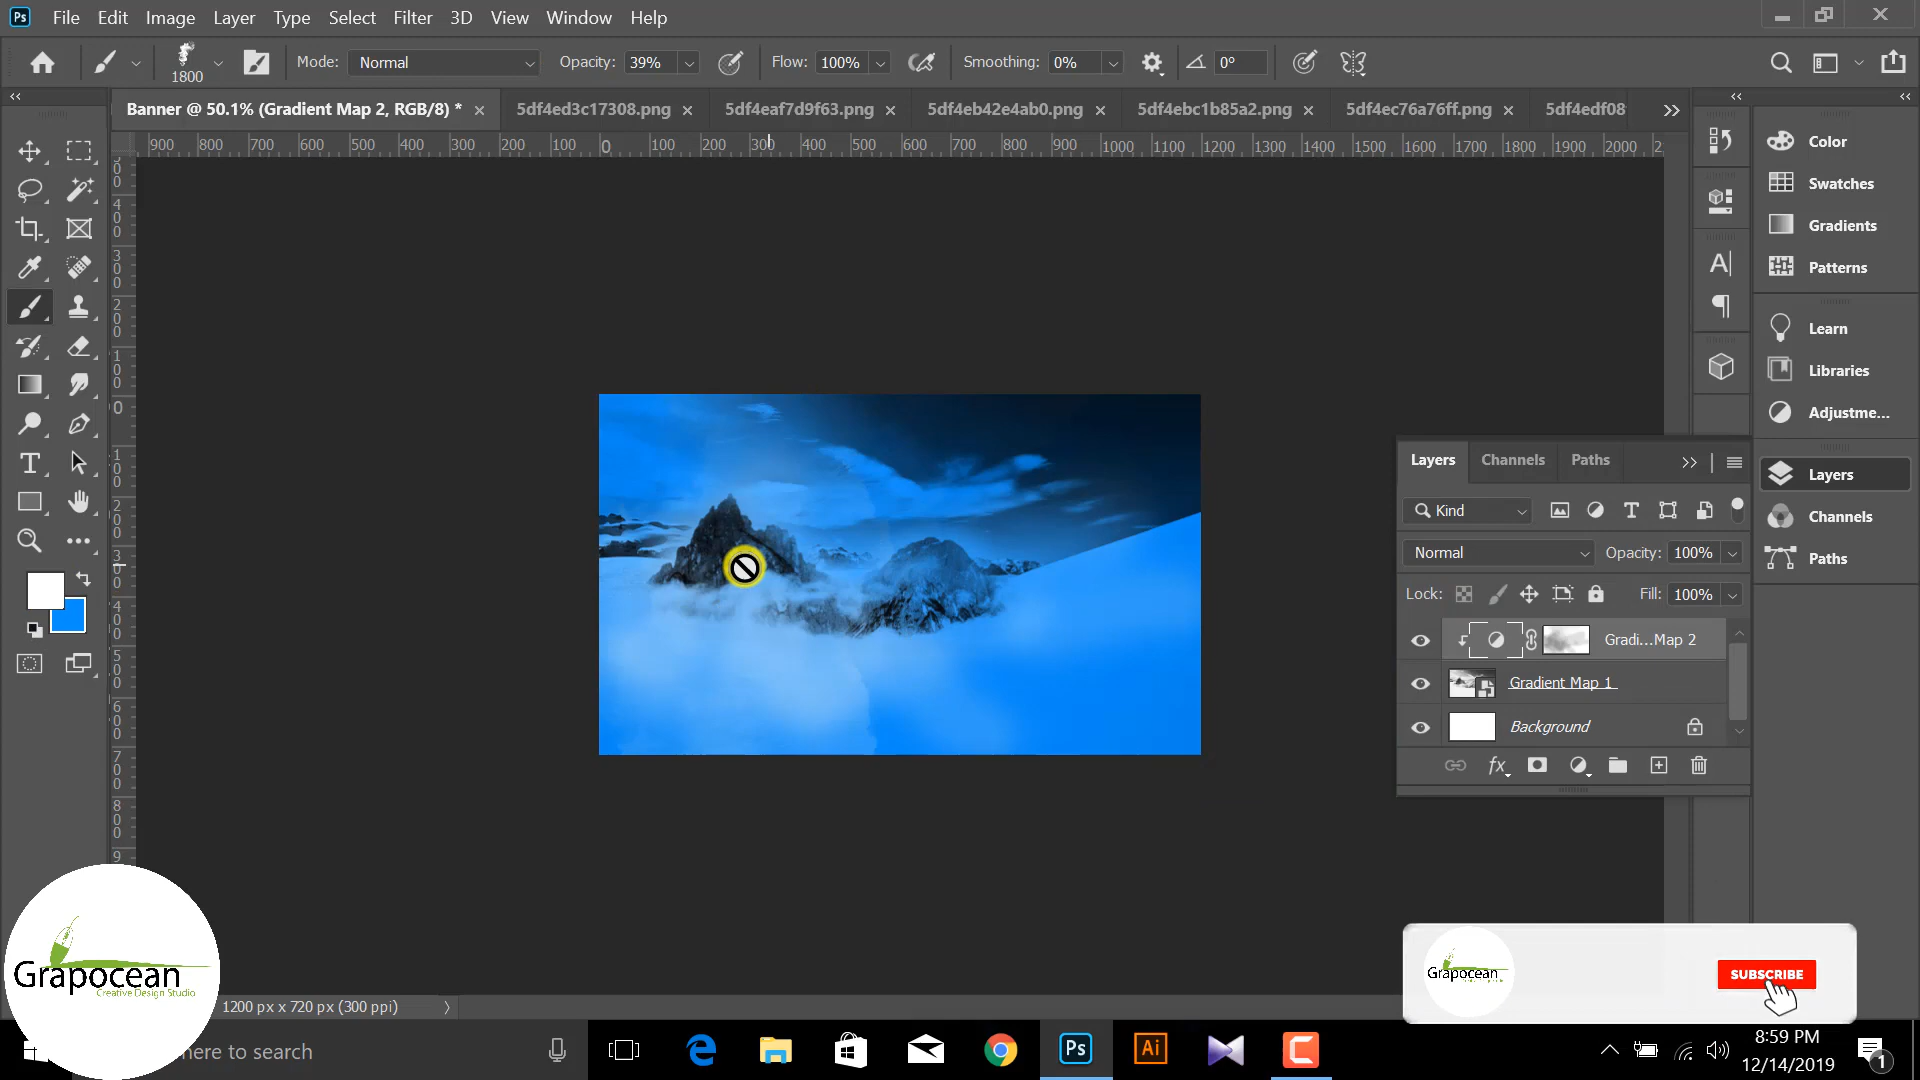 Ps File Edit Image Layer Type Select Filter 3D View Window Help
1800 Mode: Normal Opacity: 39% Flow: 100% Smoothing: 0% 0°
Banner @ 50.1% (Gradient Map 2, RGB/8) * 5df4ed3c17308.png 5df4eaf7d9f63.png 5df4eb42e4ab0.png 5df4ebc1b85a2.png 5df4ec76a76ff.png 5df4edf08
900 800 700 600 500 400 300 200 100 0 100 200 300 400 500 600 700 800 900 1000 1100 1200 1300 1400 1500 1600 1700 1800 1900 2000 2
Color
Swatches
Gradients
Patterns
Learn
Libraries
Adjustme...
Layers
Channels
Paths
Layers Channels Paths
Kind
Normal Opacity: 100%
Lock: Fill: 100%
Gradi...Map 2
Gradient Map 1
Background
fx
Grapocean
Creative Design Studio
1200 px x 720 px (300 ppi)
Grapocean
SUBSCRIBE
here to search
Ps
Ai
8:59 PM
12/14/2019
1